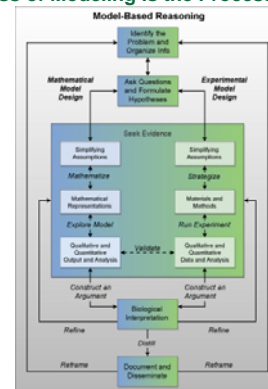 s of Modeling is the Process
Model-Based Reasoning
Identify the
Problem and
Organize Info
Mathematical
Model
Design
Ask Questions
and Formulate
Hypotheses
Experimental
Model
Design
Seek Evidence
Simplifying
Assumptions
Simplifying
Assumptions
Mathematize
Strategize
Mathematical
Representations
Materials and
Methods
Explore Model
Run Experiment
Qualitative and
Quantitative
Output and Analysis
Validate
Qualitative and
Quantitative
Data and Analysis
Construct an
Argument
Construct an
Argument
Biological
Interpretation
Refine
Refine
Distill
Reframe
Document and
Disseminate
Reframe